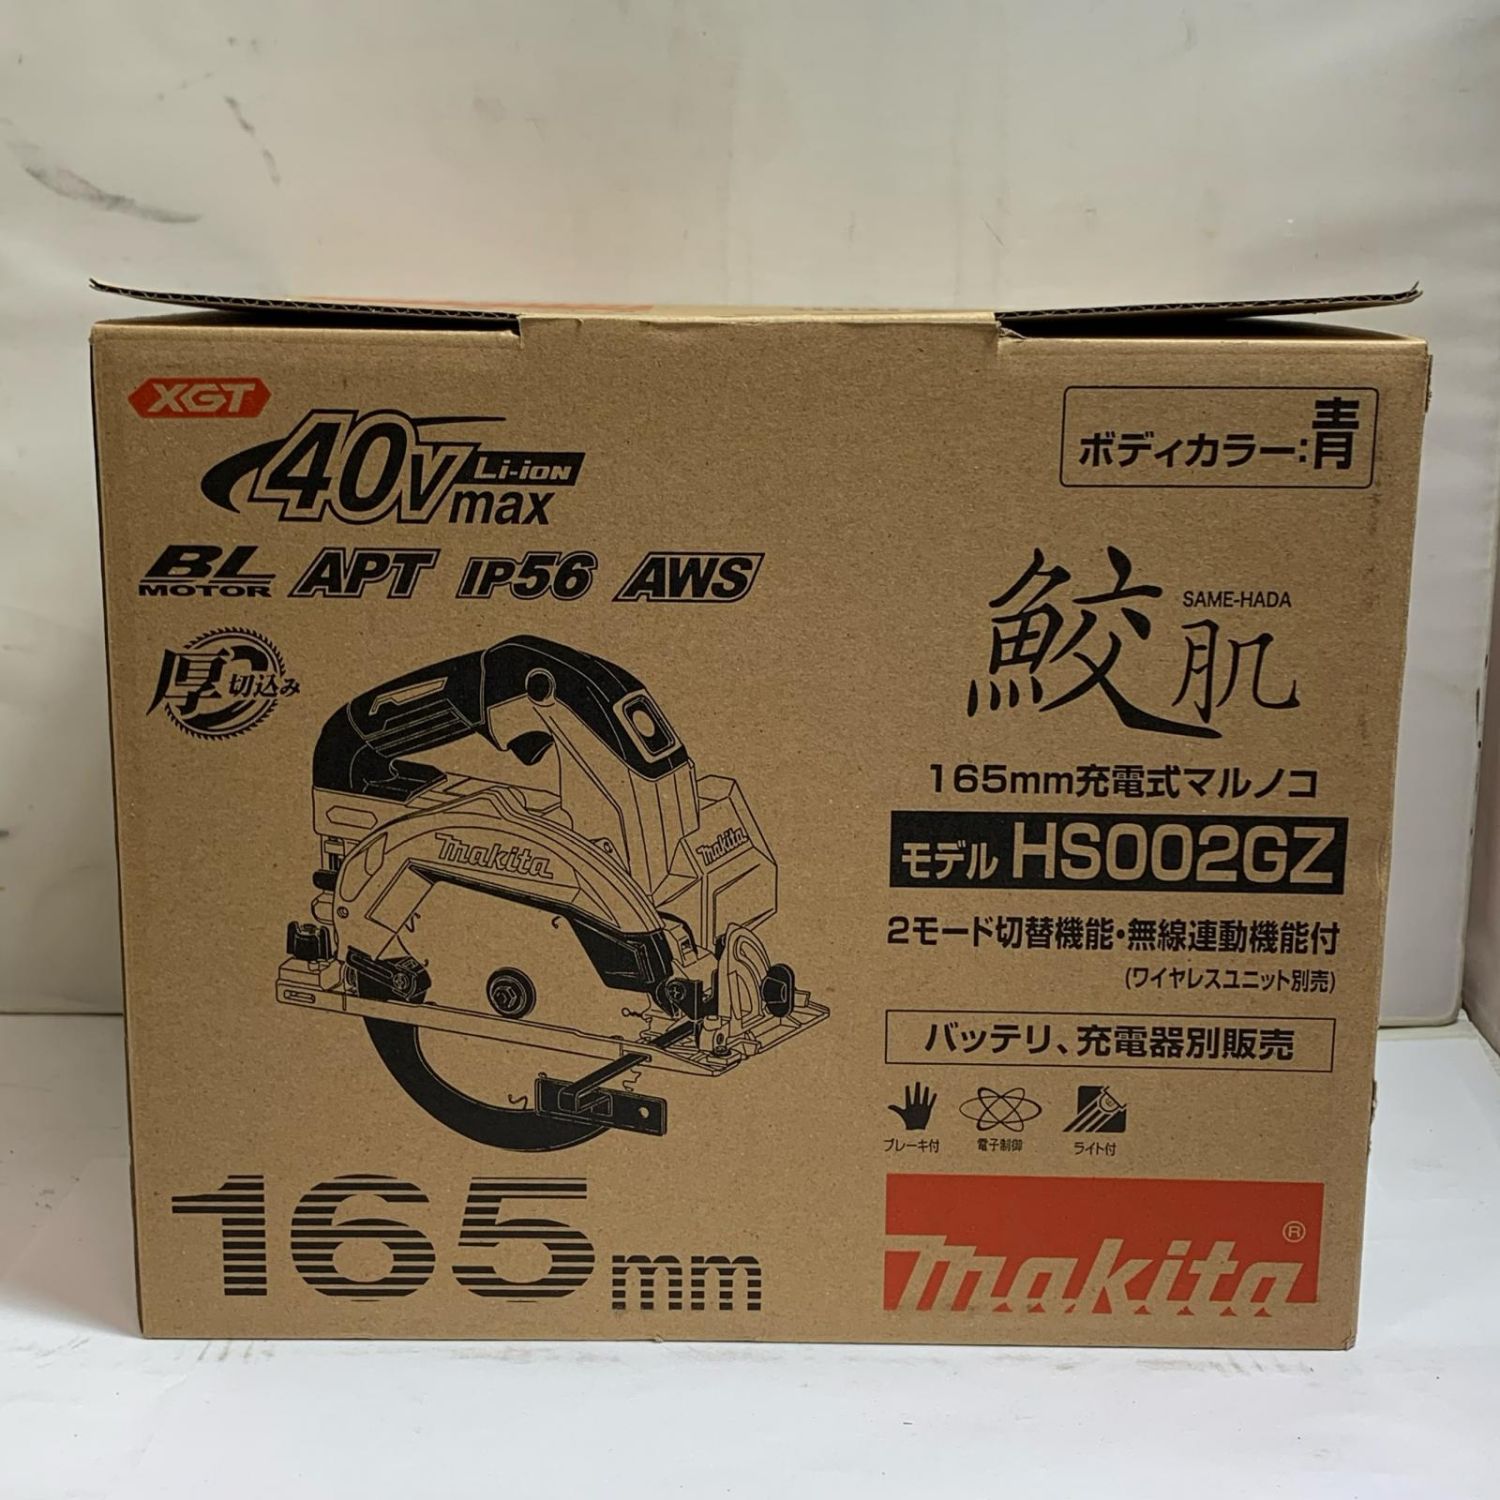 XGT
40Vmax Li-ion
BL MOTOR APT IP56 AWS
厚切込み
makita
makita
165mm
ボディカラー:青
鮫肌
SAME-HADA
165mm充電式マルノコ
モデル HS002GZ
2モード切替機能・無線連動機能付
(ワイヤレスユニット別売)
バッテリ、充電器別販売
ブレーキ付 電子制御 ライト付
makita®